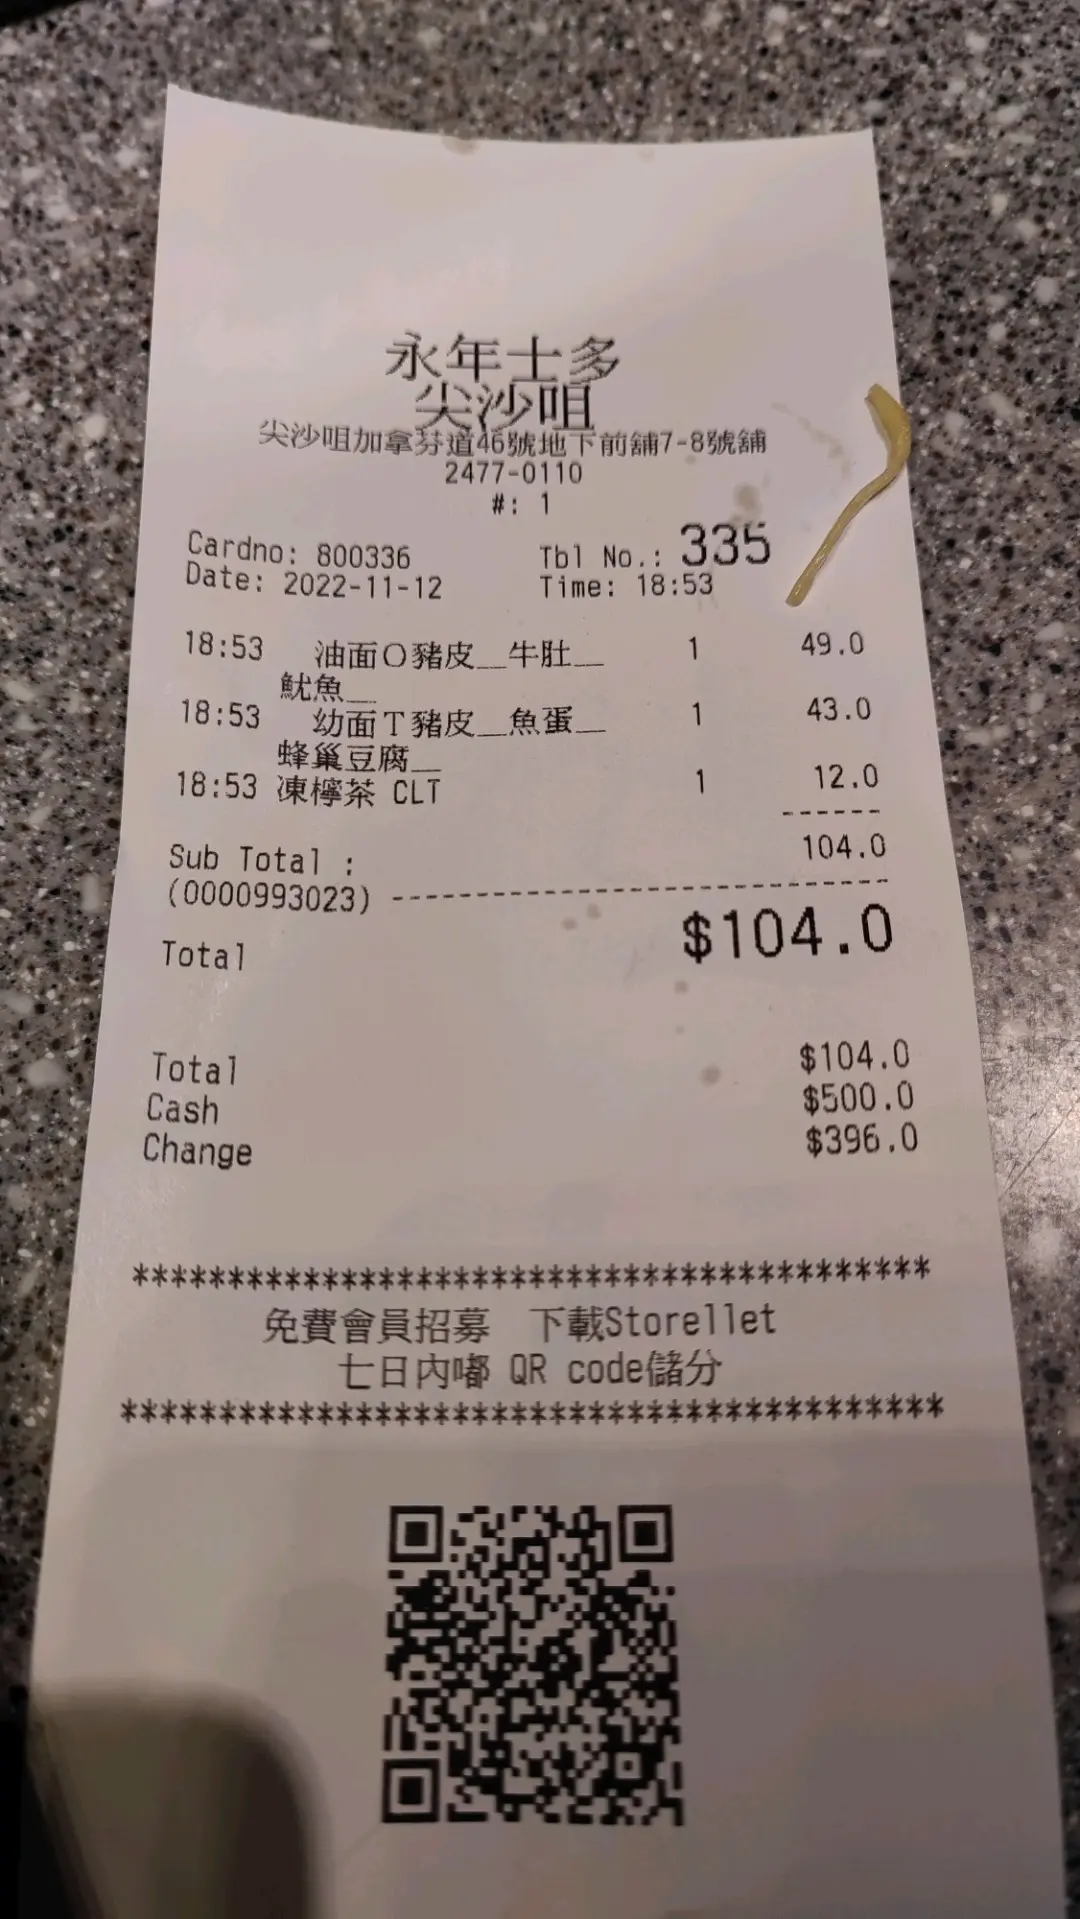 永年士多
尖沙咀
尖沙咀加拿芬道46號地下前舖7-8號舖
2477-0110
#: 1
Cardno: 800336 Tbl No.: 335
Date: 2022-11-12 Time: 18:53
18:53 油面O豬皮__牛肚__ 1 49.0
魷魚__
18:53 幼面T豬皮__魚蛋__ 1 43.0
蜂巢豆腐__
18:53 凍檸茶 CLT 1 12.0
------
Sub Total : 104.0
(0000993023) --------------------------------
Total $104.0
Total $104.0
Cash $500.0
Change $396.0
******************************************
免費會員招募 下載Storellet
七日內嘟 QR code儲分
******************************************